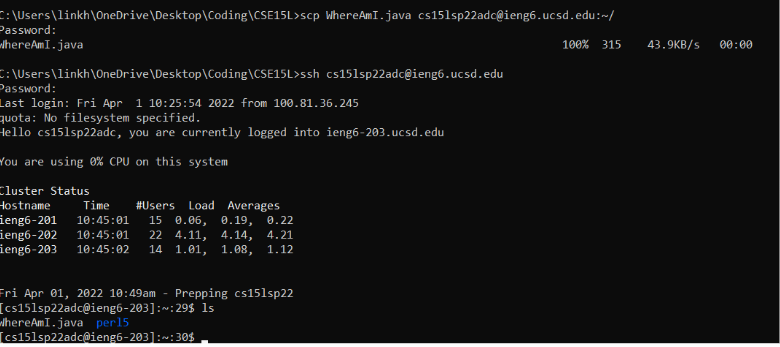 C:\Users\linkh\OneDrive\Desktop\Coding\CSE15L>scp WhereAmI.java cs15lsp22adc@ieng6.ucsd.edu:~/
Password:
WhereAmI.java 100% 315 43.9KB/s 00:00
C:\Users\linkh\OneDrive\Desktop\Coding\CSE15L>ssh cs15lsp22adc@ieng6.ucsd.edu
Password:
Last login: Fri Apr  1 10:25:54 2022 from 100.81.36.245
quota: No filesystem specified.
Hello cs15lsp22adc, you are currently logged into ieng6-203.ucsd.edu
You are using 0% CPU on this system
Cluster Status
Hostname     Time    #Users  Load  Averages
ieng6-201   10:45:01   15  0.06,  0.19,  0.22
ieng6-202   10:45:01   22  4.11,  4.14,  4.21
ieng6-203   10:45:02   14  1.01,  1.08,  1.12
Fri Apr 01, 2022 10:49am - Prepping cs15lsp22
[cs15lsp22adc@ieng6-203]:~:29$ ls
WhereAmI.java  perl5
[cs15lsp22adc@ieng6-203]:~:30$